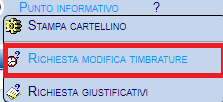 Punto informativo ?
Stampa cartellino
Richiesta modifica timbrature
Richiesta giustificativi